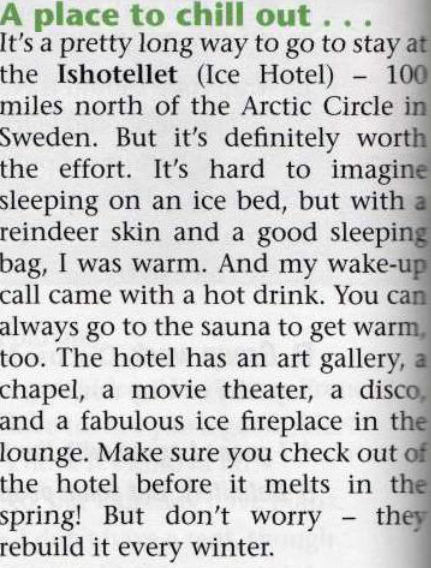 A place to chill out . . .
It's a pretty long way to go to stay at
the Ishotellet (Ice Hotel) – 100
miles north of the Arctic Circle in
Sweden. But it's definitely worth
the effort. It's hard to imagine
sleeping on an ice bed, but with a
reindeer skin and a good sleeping
bag, I was warm. And my wake-up
call came with a hot drink. You can
always go to the sauna to get warm,
too. The hotel has an art gallery, a
chapel, a movie theater, a disco,
and a fabulous ice fireplace in the
lounge. Make sure you check out of
the hotel before it melts in the
spring! But don't worry – they
rebuild it every winter.